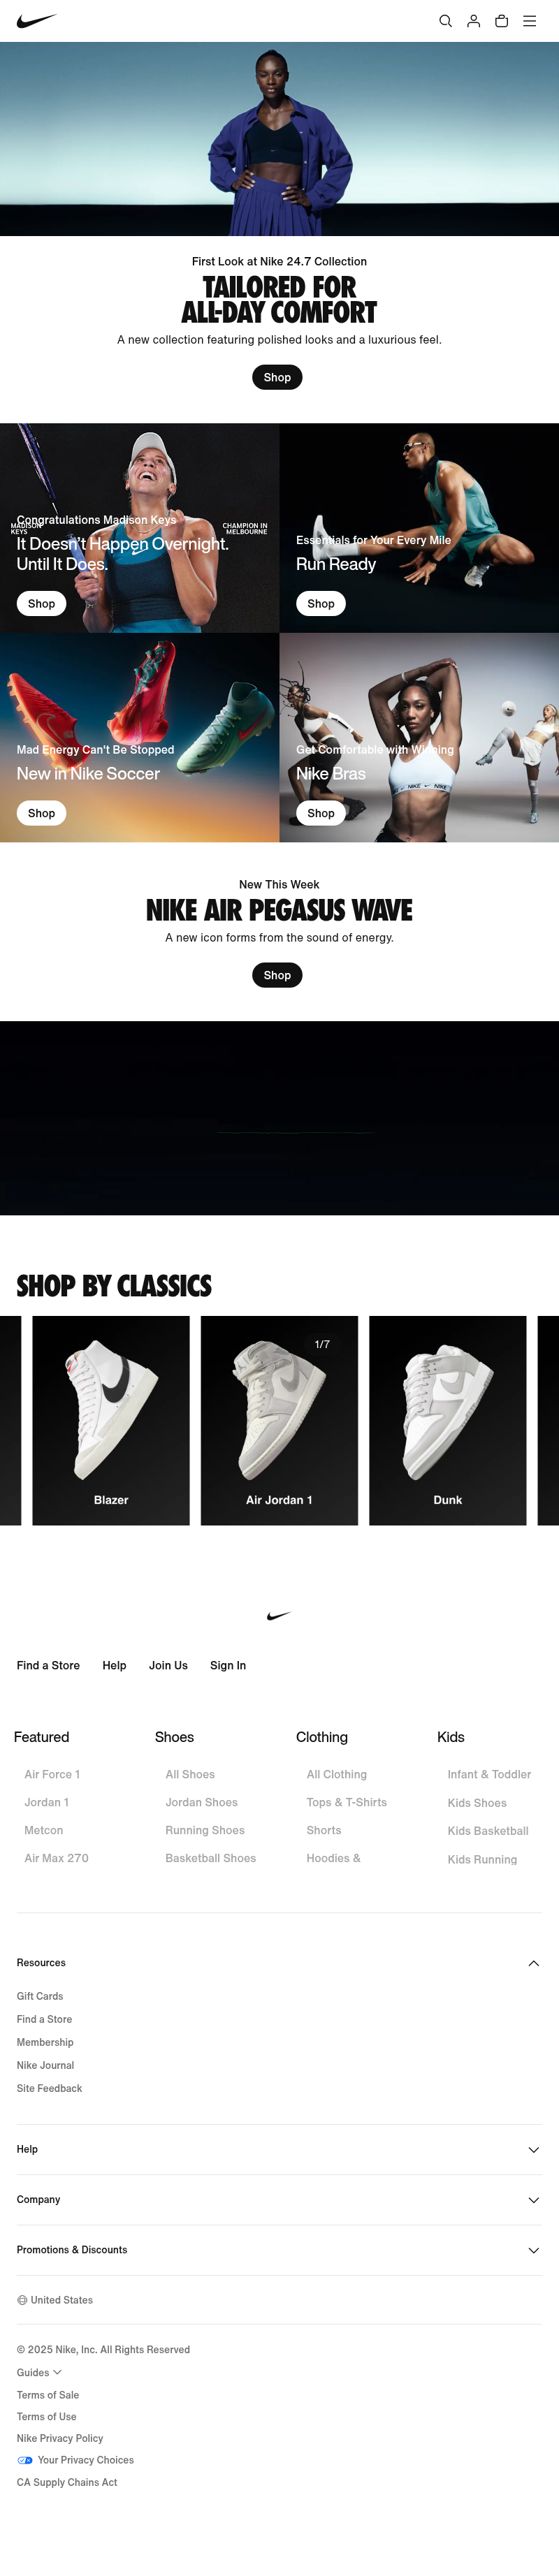 First Look at Nike 24.7 Collection
TAILORED FOR
ALL-DAY COMFORT
A new collection featuring polished looks and a luxurious feel.
Shop
Congratulations Madison Keys
MADISON
KEYS
CHAMPION IN
MELBOURNE
It Doesn't Happen Overnight.
Until It Does.
Shop
Essentials for Your Every Mile
Run Ready
Shop
Mad Energy Can't Be Stopped
New in Nike Soccer
Shop
Get Comfortable with Winning
Nike Bras
NIKE NIKE
Shop
New This Week
NIKE AIR PEGASUS WAVE
A new icon forms from the sound of energy.
Shop
SHOP BY CLASSICS
1/7
Blazer
Air Jordan 1
Dunk
Find a Store Help Join Us Sign In
Featured
Air Force 1
Jordan 1
Metcon
Air Max 270
Shoes
All Shoes
Jordan Shoes
Running Shoes
Basketball Shoes
Clothing
All Clothing
Tops & T-Shirts
Shorts
Hoodies &
Kids
Infant & Toddler
Kids Shoes
Kids Basketball
Kids Running
Resources
Gift Cards
Find a Store
Membership
Nike Journal
Site Feedback
Help
Company
Promotions & Discounts
United States
© 2025 Nike, Inc. All Rights Reserved
Guides
Terms of Sale
Terms of Use
Nike Privacy Policy
Your Privacy Choices
CA Supply Chains Act